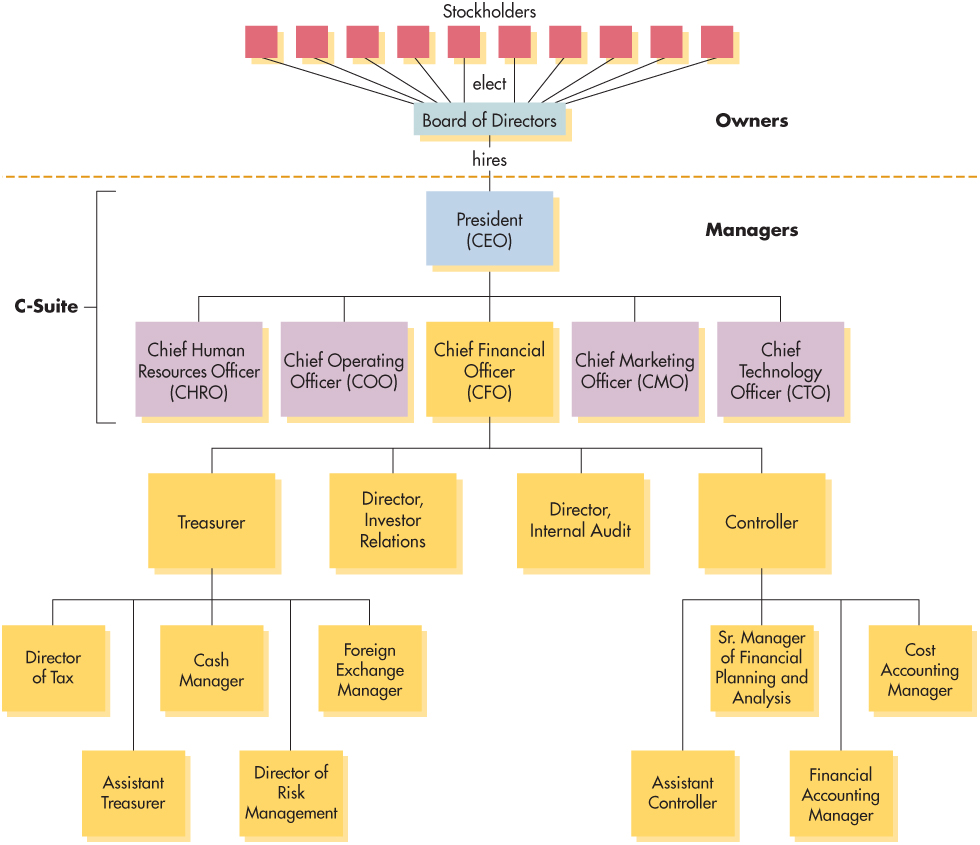 Stockholders
elect
Board of Directors
Owners
hires
President
(CEO)
Managers
C-Suite
Chief Human
Resources Officer
(CHRO)
Chief Operating
Officer (COO)
Chief Financial
Officer
(CFO)
Chief Marketing
Officer (CMO)
Chief
Technology
Officer (CTO)
Treasurer
Director,
Investor
Relations
Director,
Internal Audit
Controller
Director
of Tax
Cash
Manager
Foreign
Exchange
Manager
Sr. Manager
of Financial
Planning and
Analysis
Cost
Accounting
Manager
Assistant
Treasurer
Director of
Risk
Management
Assistant
Controller
Financial
Accounting
Manager